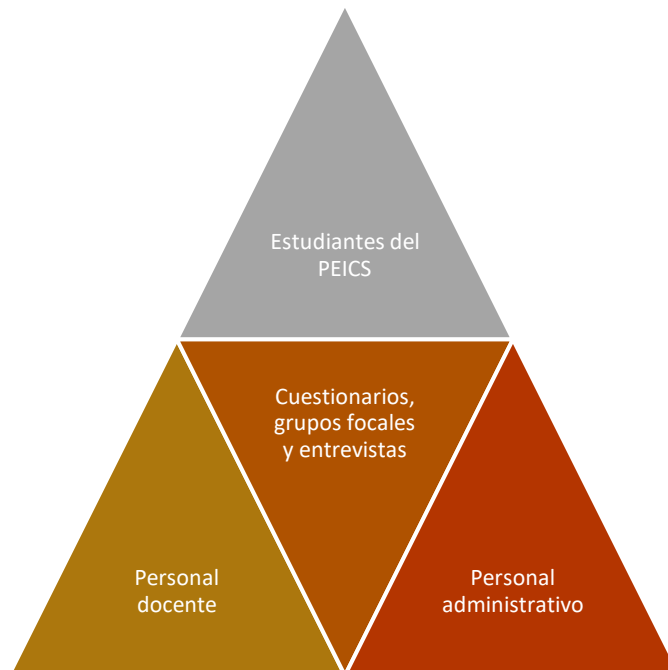 Estudiantes del
PEICS
Cuestionarios,
grupos focales
y entrevistas
Personal
docente
Personal
administrativo